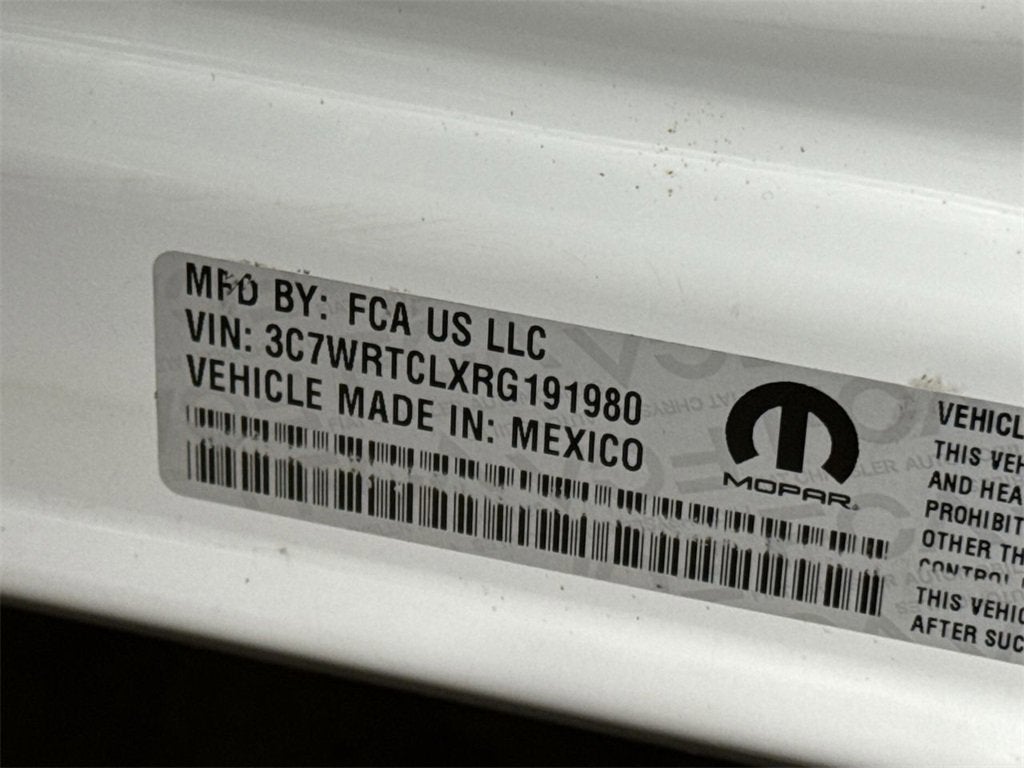 MFD BY: FCA US LLC
VIN: 3C7WRTCLXRG191980
VEHICLE MADE IN: MEXICO
MOPAR
VEHICL
THIS VEH
AND HEA
PROHIBIT
OTHER TH
CONTROL
THIS VEHIC
AFTER SUC